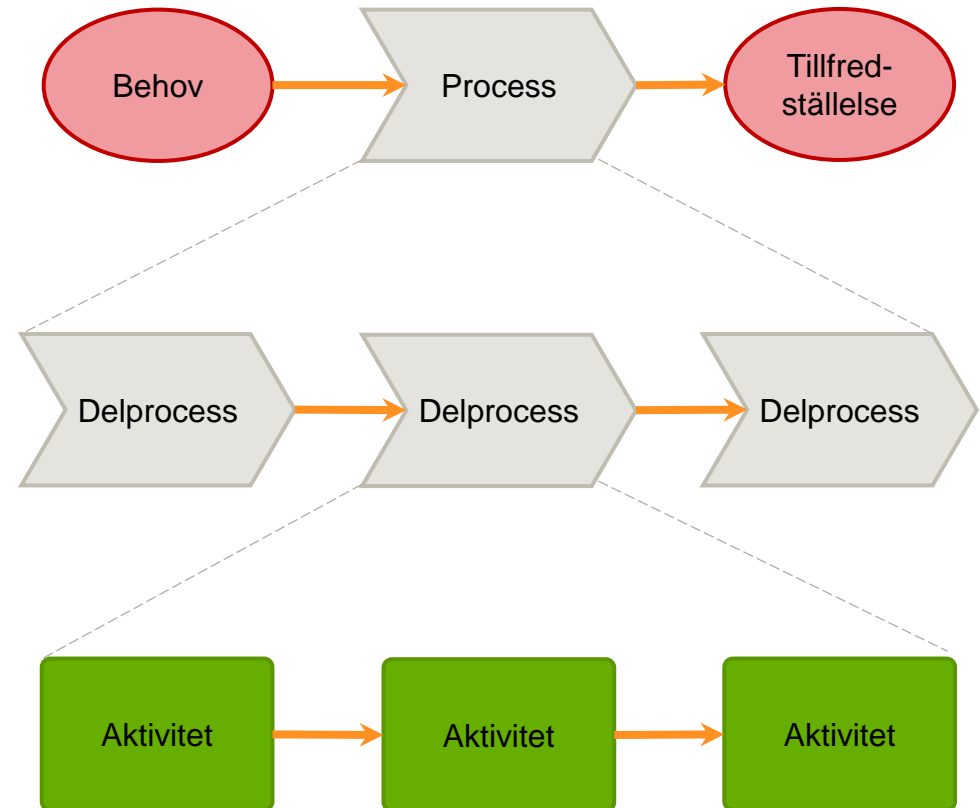 Behov
Process
Tillfred-
ställelse
Delprocess
Delprocess
Delprocess
Aktivitet
Aktivitet
Aktivitet